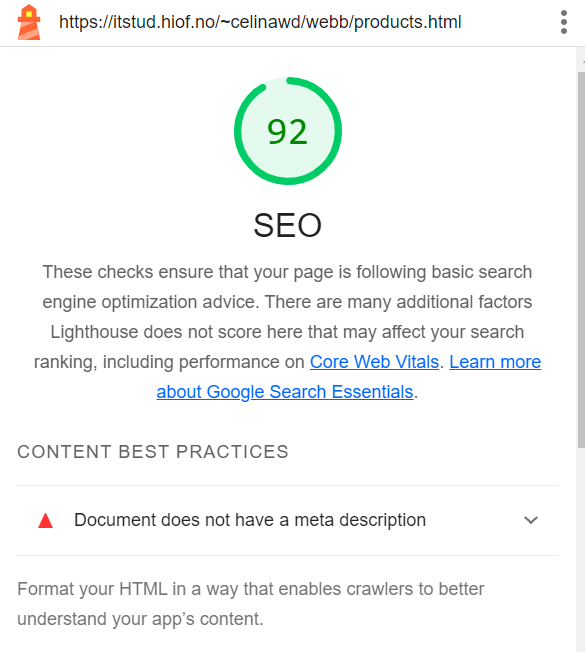 https://itstud.hiof.no/~celinawd/webb/products.html
92
SEO
These checks ensure that your page is following basic search
engine optimization advice. There are many additional factors
Lighthouse does not score here that may affect your search
ranking, including performance on Core Web Vitals. Learn more
about Google Search Essentials.
CONTENT BEST PRACTICES
Document does not have a meta description
Format your HTML in a way that enables crawlers to better
understand your app’s content.